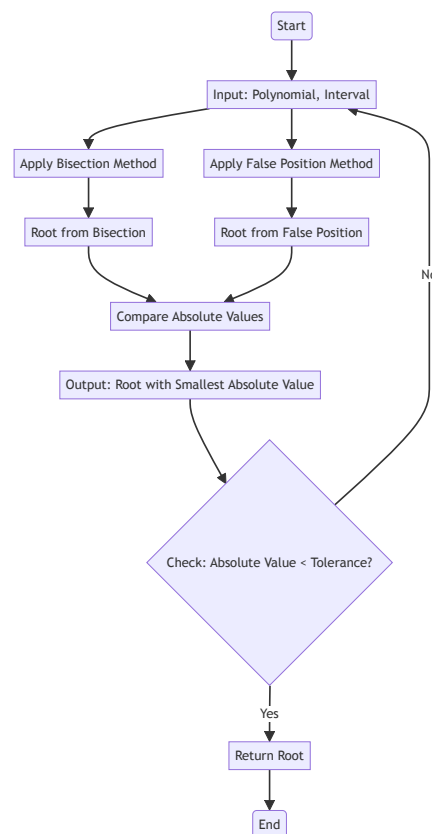 Start
Input: Polynomial, Interval
Apply Bisection Method
Apply False Position Method
Root from Bisection
Root from False Position
No
Compare Absolute Values
Output: Root with Smallest Absolute Value
Check: Absolute Value < Tolerance?
Yes
Return Root
End